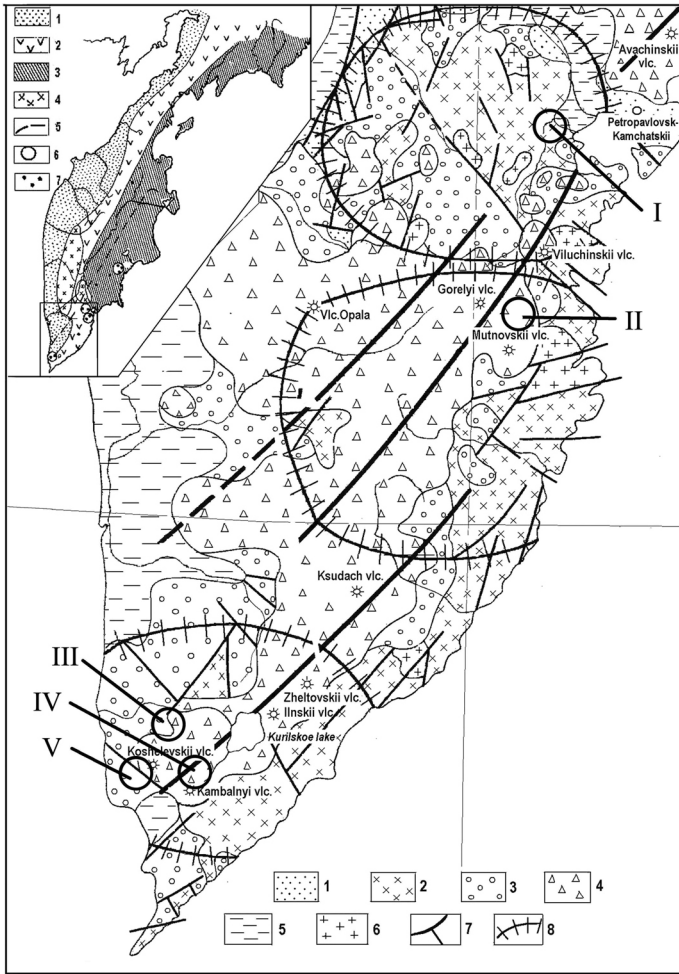 1
2
3
4
5
6
7
Avachinskii
vlc.
Petropavlovsk-
Kamchatskii
I
Viluchinskii vlc.
Gorelyi vlc.
Vlc.Opala
II
Mutnovskii vlc.
Ksudach vlc.
III
Zheltovskii vlc.
IV
IInskii vlc.
Kurilskoe lake
V
Koshelevskii vlc.
Kambalnyi vlc.
1
2
3
4
5
6
7
8